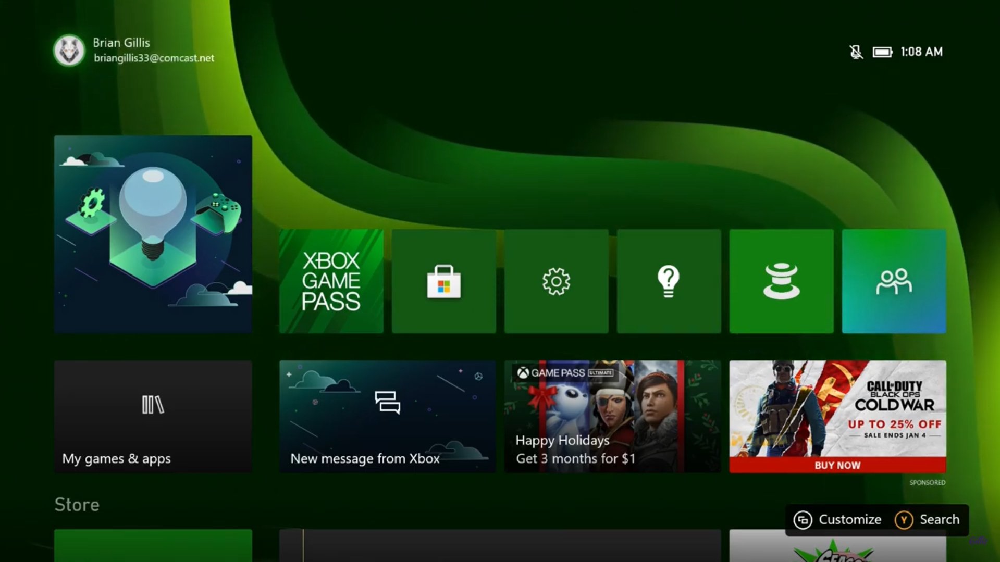 Brian Gillis
briangillis33@comcast.net
1:08 AM
XBOX
GAME
PASS
My games & apps
New message from Xbox
GAME PASS ULTIMATE
Happy Holidays
Get 3 months for $1
CALL OF DUTY
BLACK OPS
COLD WAR
UP TO 25% OFF
SALE ENDS JAN 4
BUY NOW
SPONSORED
Store
Customize
Y Search